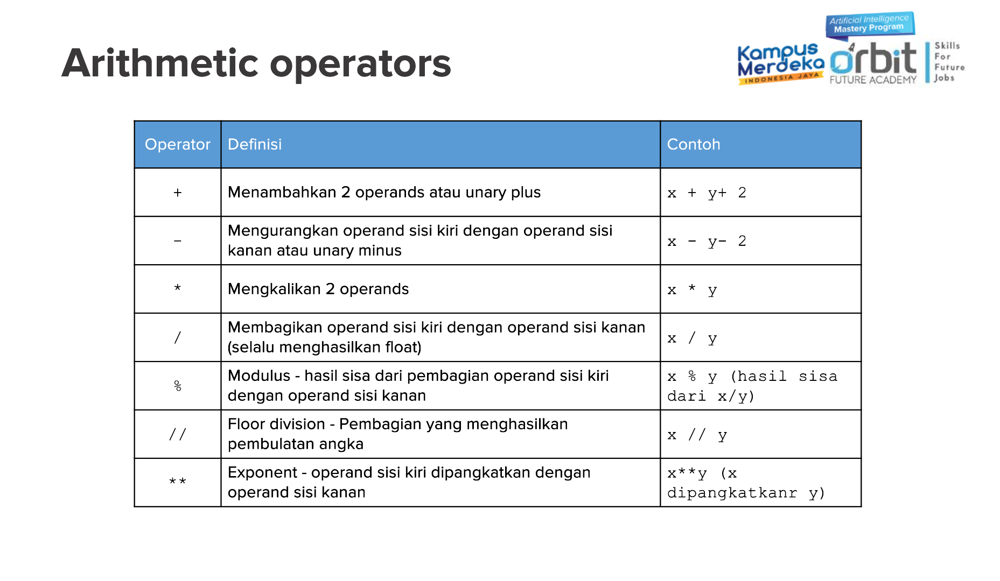 Artificial Intelligence
Mastery Program
Arithmetic operators
Kampus
Merdeka
INDONESIA JAYA
orbit
FUTURE ACADEMY
Skills
For
Future
Jobs
Operator Definisi Contoh
+ Menambahkan 2 operands atau unary plus x + y+ 2
- Mengurangkan operand sisi kiri dengan operand sisi
kanan atau unary minus x - y- 2
* Mengkalikan 2 operands x * y
/ Membagikan operand sisi kiri dengan operand sisi kanan
(selalu menghasilkan float) x / y
% Modulus - hasil sisa dari pembagian operand sisi kiri
dengan operand sisi kanan x % y (hasil sisa
dari x/y)
// Floor division - Pembagian yang menghasilkan
pembulatan angka x // y
** Exponent - operand sisi kiri dipangkatkan dengan
operand sisi kanan x**y (x
dipangkatkanr y)